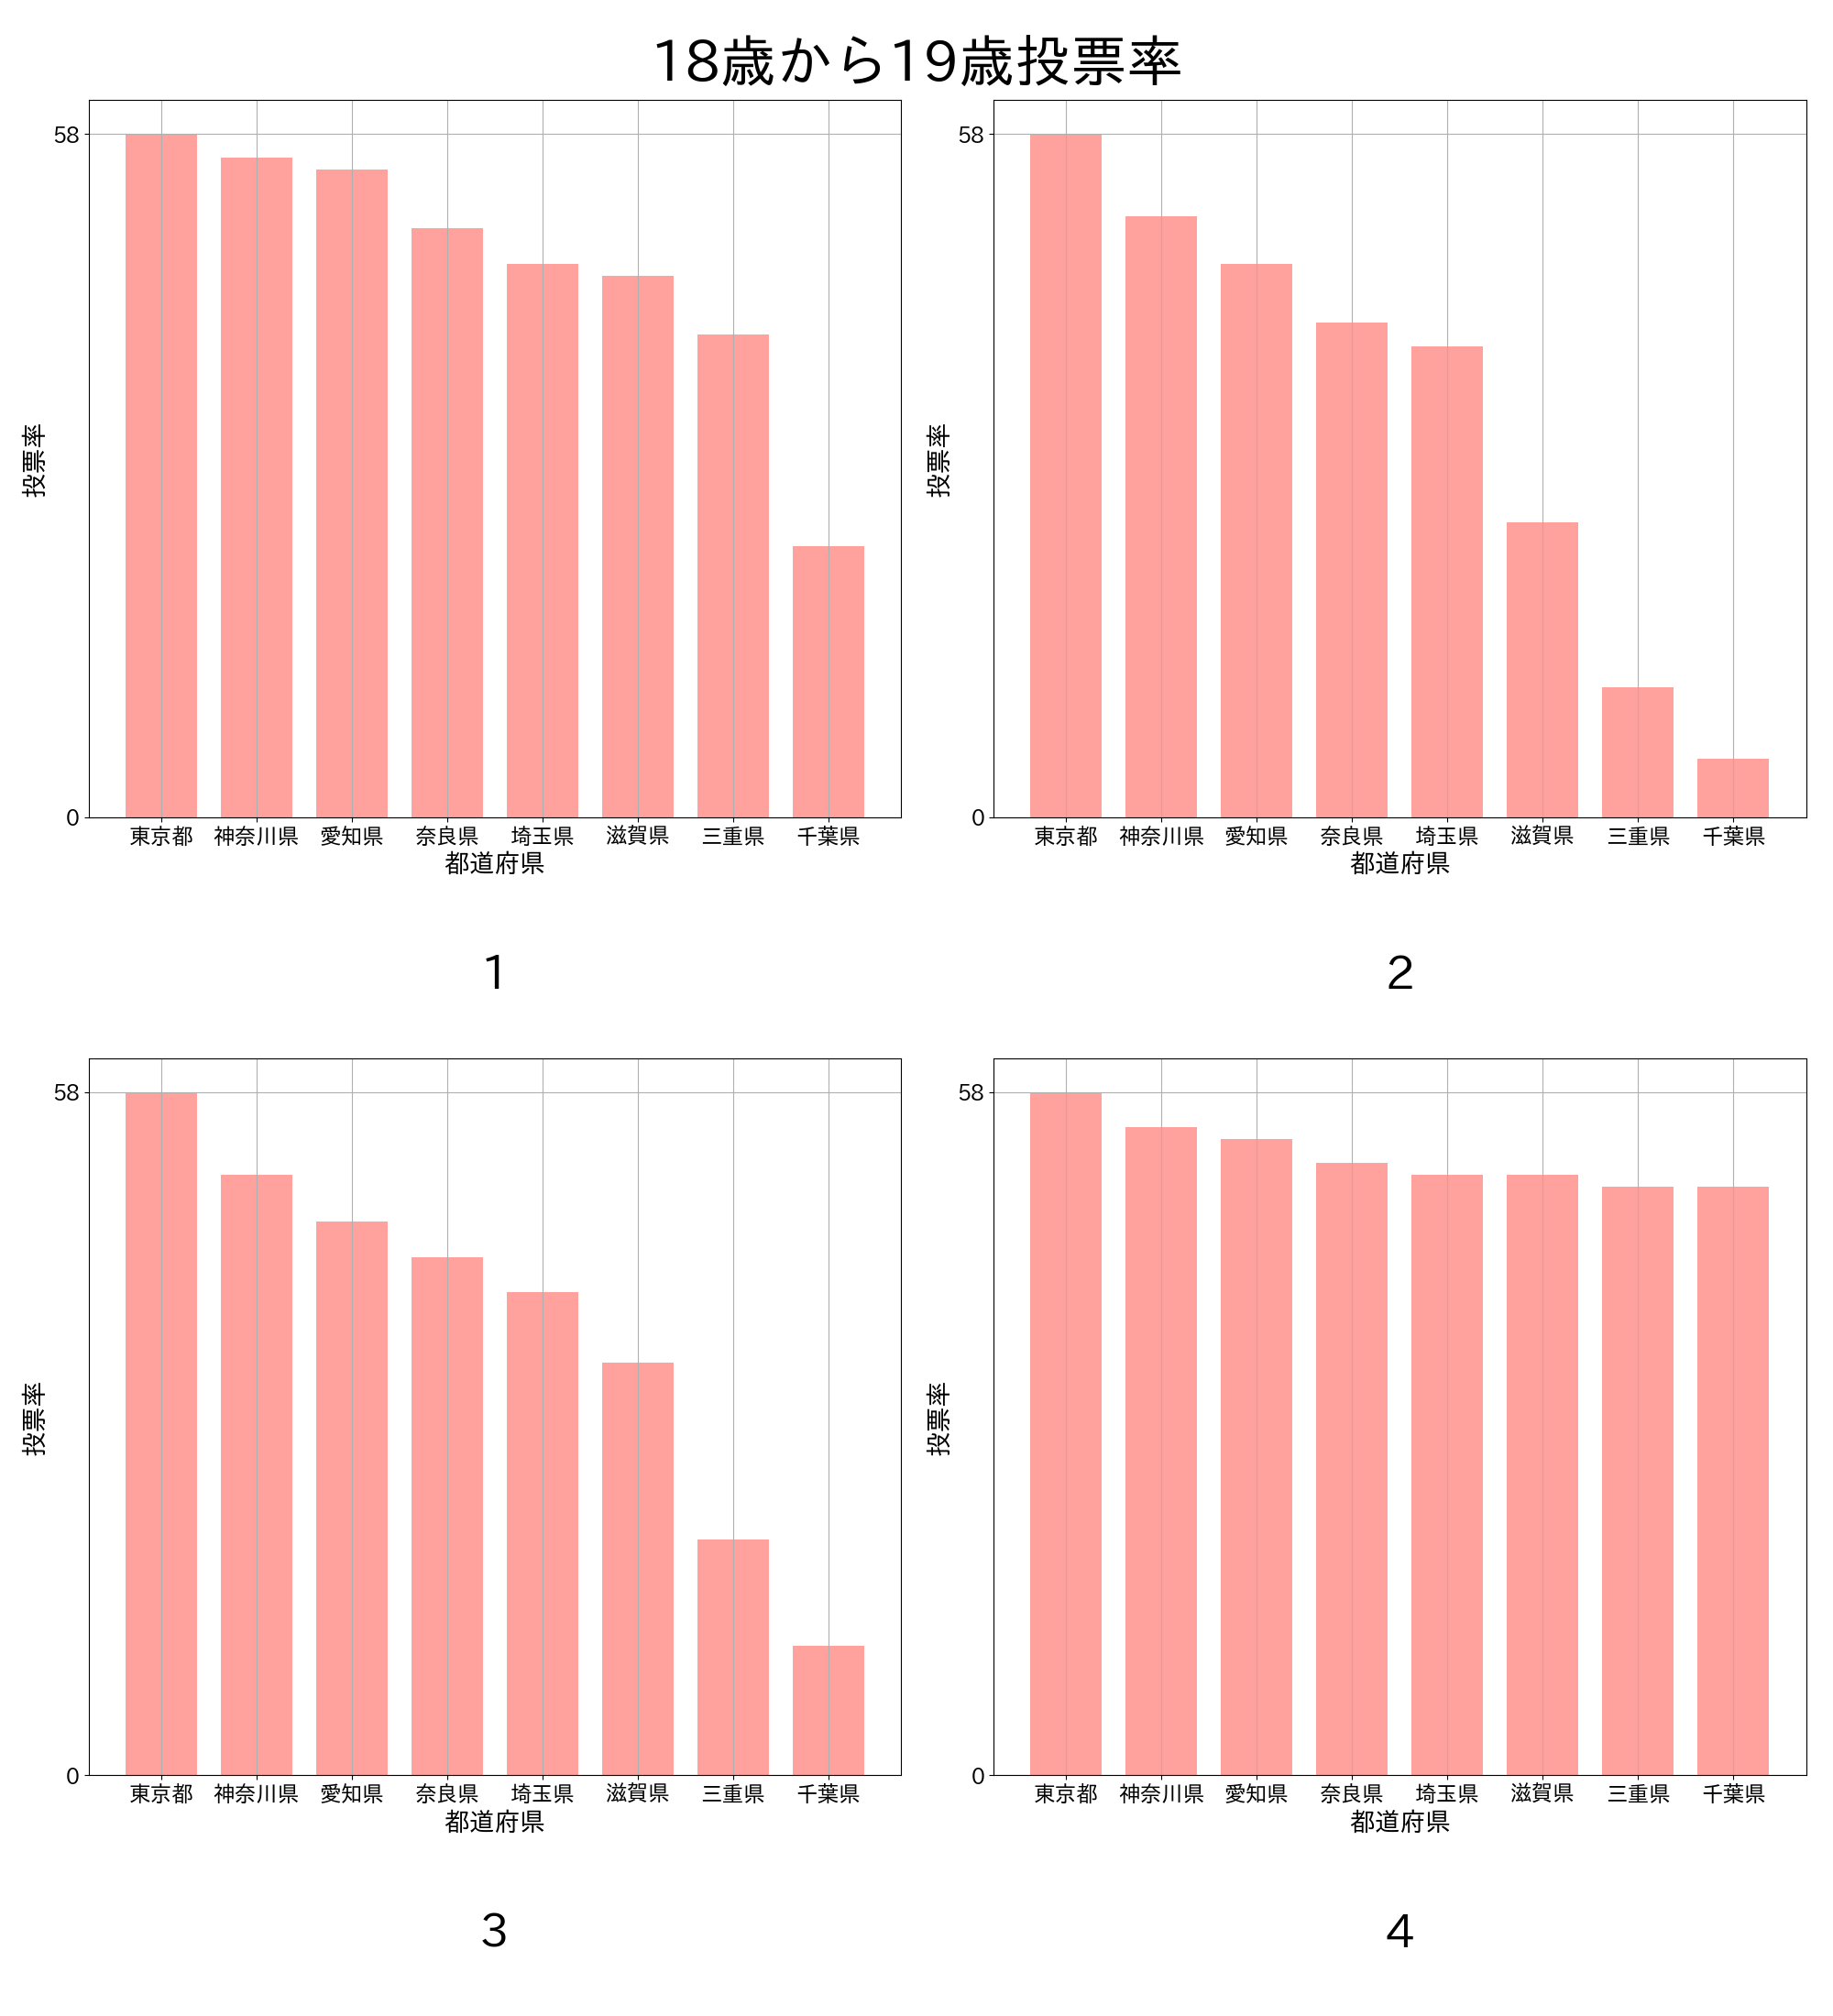 18歳から19歳投票率
58
0
投票率
東京都 神奈川県 愛知県 奈良県 埼玉県 滋賀県 三重県 千葉県
都道府県
1
58
0
投票率
東京都 神奈川県 愛知県 奈良県 埼玉県 滋賀県 三重県 千葉県
都道府県
2
58
0
投票率
東京都 神奈川県 愛知県 奈良県 埼玉県 滋賀県 三重県 千葉県
都道府県
3
58
0
投票率
東京都 神奈川県 愛知県 奈良県 埼玉県 滋賀県 三重県 千葉県
都道府県
4